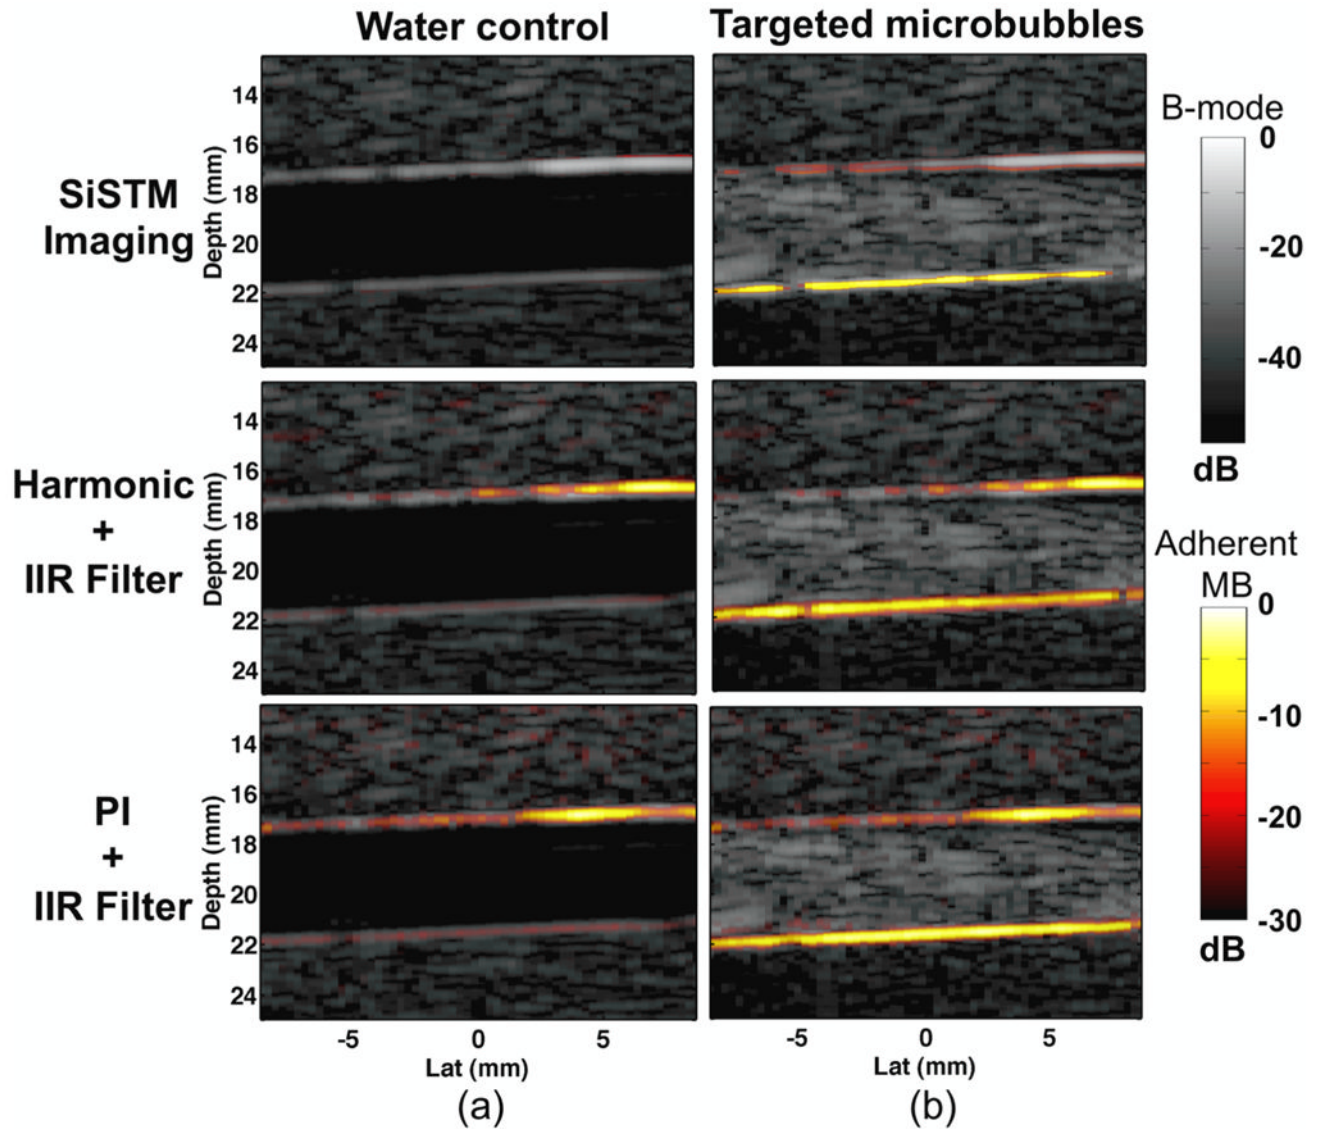 Water control
Targeted microbubbles
SiSTM
Imaging
Depth (mm)
14
16
18
20
22
24
B-mode
0
-20
-40
dB
Harmonic
+
IIR Filter
Depth (mm)
14
16
18
20
22
24
Adherent
MB
0
-10
-20
-30
dB
PI
+
IIR Filter
Depth (mm)
14
16
18
20
22
24
-5 0 5
Lat (mm)
(a)
-5 0 5
Lat (mm)
(b)